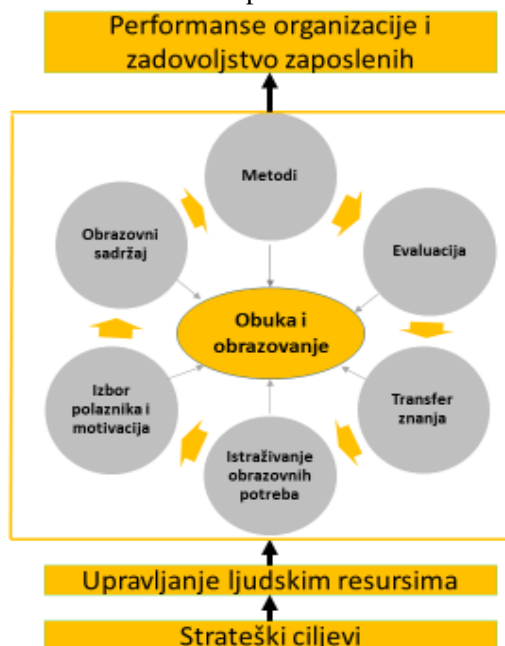 Performanse organizacije i
zadovoljstvo zaposlenih
Metodi
Obrazovni
sadržaj
Evaluacija
Obuka i
obrazovanje
Izbor
polaznika i
motivacija
Transfer
znanja
Istraživanje
obrazovnih
potreba
Upravljanje ljudskim resursima
Strateški ciljevi